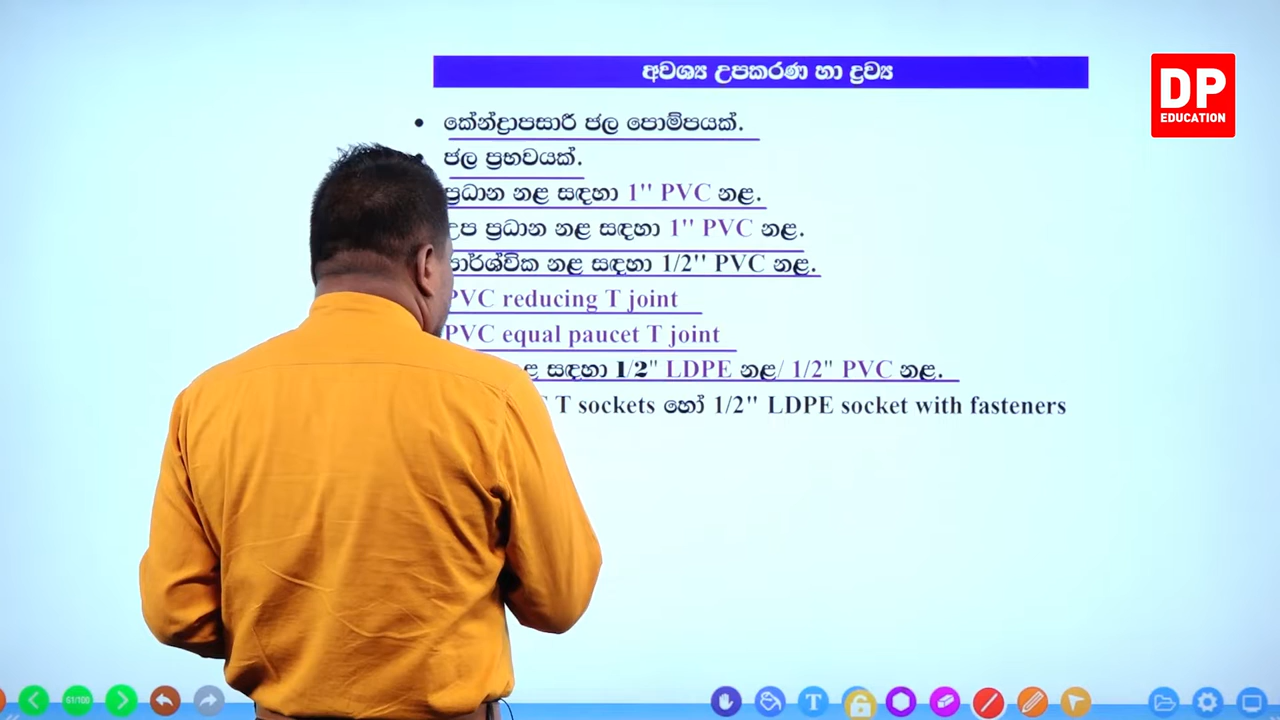 අවශ්‍ය උපකරණ හා ද්‍රව්‍ය
DP
EDUCATION
• කේන්ද්‍රාපසාරී ජල පොම්පයක්.
ජල ප්‍රභවයක්.
ප්‍රධාන නළ සඳහා 1'' PVC නළ.
උප ප්‍රධාන නළ සඳහා 1'' PVC නළ.
පාර්ශ්වික නළ සඳහා 1/2'' PVC නළ.
PVC reducing T joint
PVC equal paucet T joint
සඳහා 1/2" LDPE නළ/ 1/2" PVC නළ.
T sockets හෝ 1/2" LDPE socket with fasteners
61/100
T